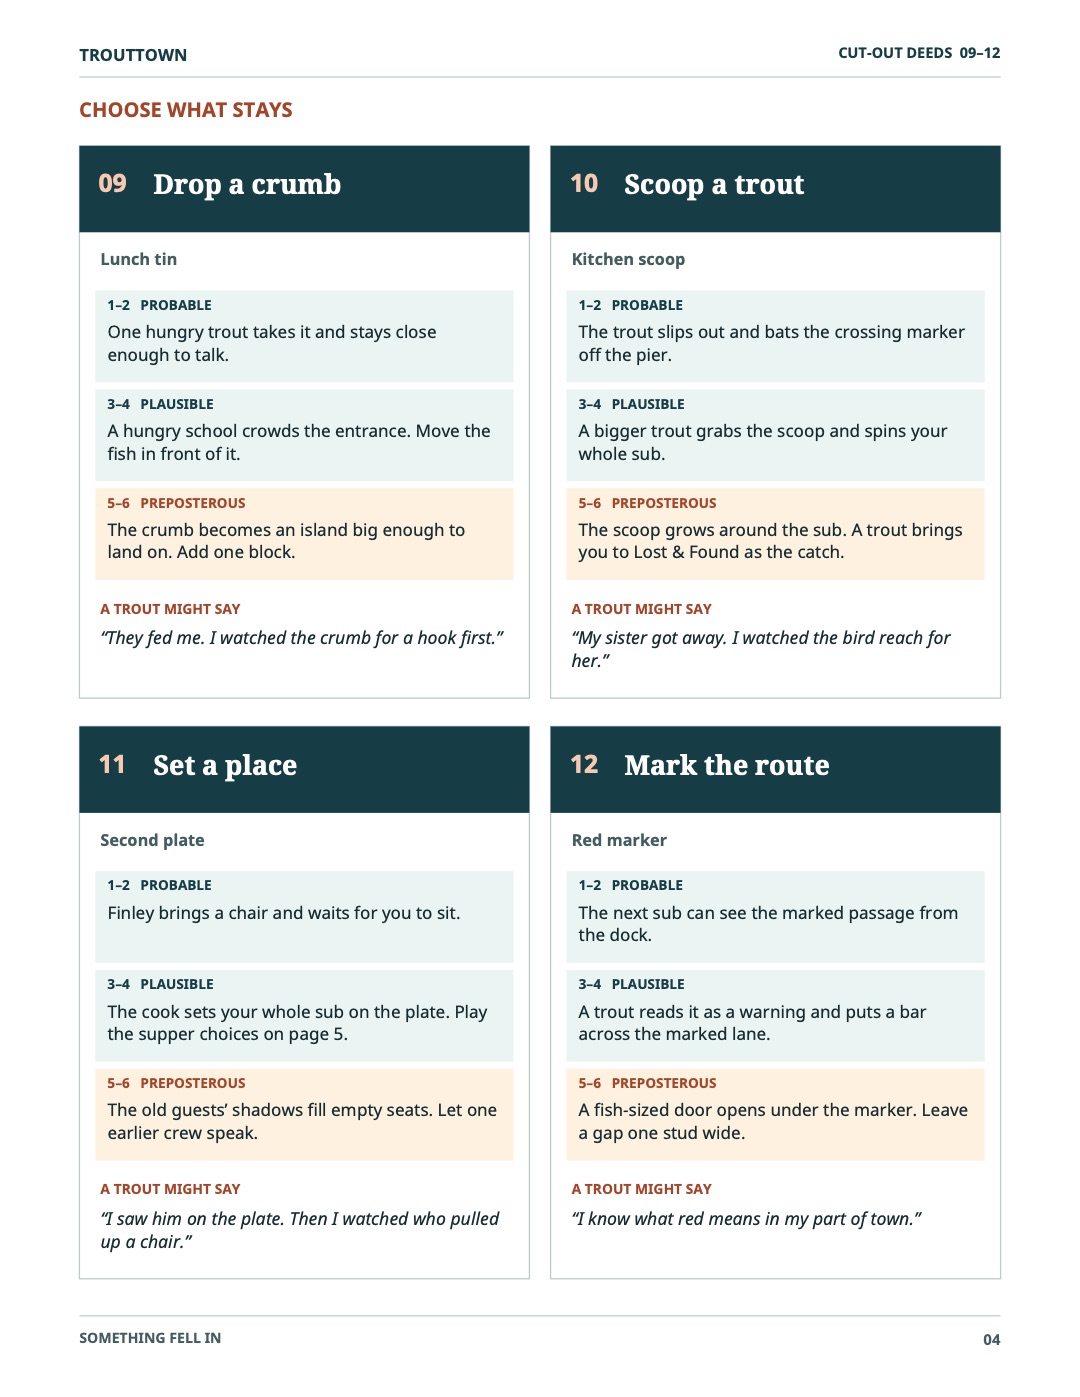 TROUTTOWN
CUT-OUT DEEDS 09–12
CHOOSE WHAT STAYS
09 Drop a crumb
Lunch tin
1–2 PROBABLE
One hungry trout takes it and stays close
enough to talk.
3–4 PLAUSIBLE
A hungry school crowds the entrance. Move the
fish in front of it.
5–6 PREPOSTEROUS
The crumb becomes an island big enough to
land on. Add one block.
A TROUT MIGHT SAY
“They fed me. I watched the crumb for a hook first.”
10 Scoop a trout
Kitchen scoop
1–2 PROBABLE
The trout slips out and bats the crossing marker
off the pier.
3–4 PLAUSIBLE
A bigger trout grabs the scoop and spins your
whole sub.
5–6 PREPOSTEROUS
The scoop grows around the sub. A trout brings
you to Lost & Found as the catch.
A TROUT MIGHT SAY
“My sister got away. I watched the bird reach for
her.”
11 Set a place
Second plate
1–2 PROBABLE
Finley brings a chair and waits for you to sit.
3–4 PLAUSIBLE
The cook sets your whole sub on the plate. Play
the supper choices on page 5.
5–6 PREPOSTEROUS
The old guests’ shadows fill empty seats. Let one
earlier crew speak.
A TROUT MIGHT SAY
“I saw him on the plate. Then I watched who pulled
up a chair.”
12 Mark the route
Red marker
1–2 PROBABLE
The next sub can see the marked passage from
the dock.
3–4 PLAUSIBLE
A trout reads it as a warning and puts a bar
across the marked lane.
5–6 PREPOSTEROUS
A fish-sized door opens under the marker. Leave
a gap one stud wide.
A TROUT MIGHT SAY
“I know what red means in my part of town.”
SOMETHING FELL IN
04